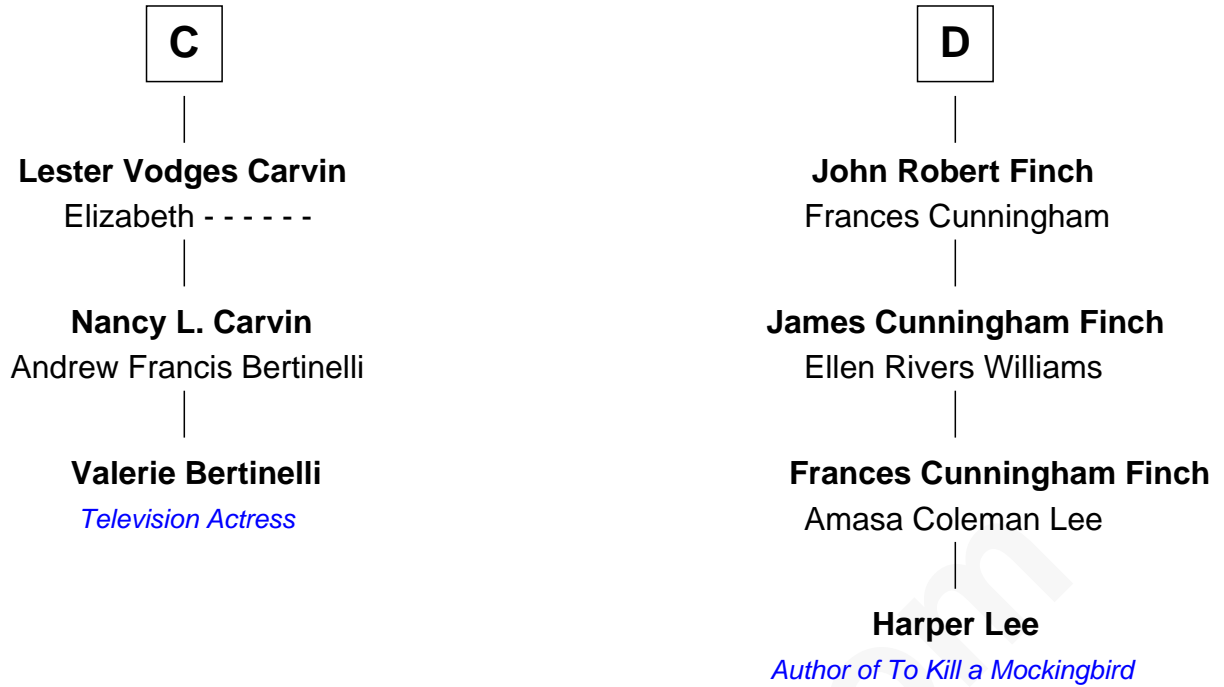 C
Lester Vodges Carvin
Elizabeth - - - - - -
Nancy L. Carvin
Andrew Francis Bertinelli
Valerie Bertinelli
Television Actress
D
John Robert Finch
Frances Cunningham
James Cunningham Finch
Ellen Rivers Williams
Frances Cunningham Finch
Amasa Coleman Lee
Harper Lee
Author of To Kill a Mockingbird